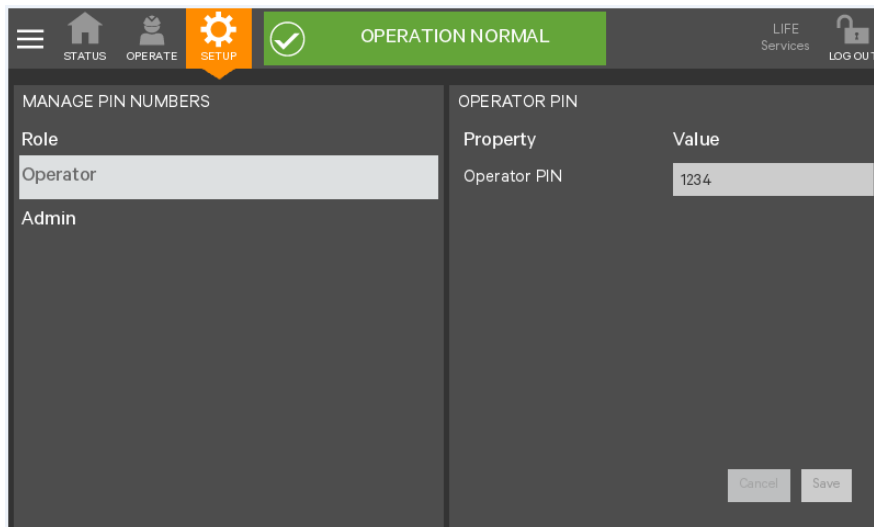 STATUS
OPERATE
SETUP
OPERATION NORMAL
LIFE
Services
LOG OUT
MANAGE PIN NUMBERS
Role
Operator
Admin
OPERATOR PIN
Property Value
Operator PIN 1234
Cancel Save